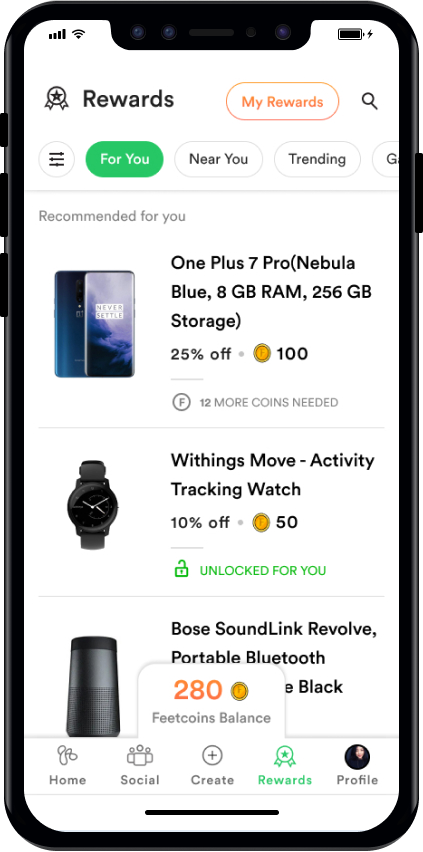 Rewards
My Rewards
For You
Near You
Trending
Ga
Recommended for you
One Plus 7 Pro(Nebula
Blue, 8 GB RAM, 256 GB
Storage)
NEVER
SETTLE
25% off • 100
F 12 MORE COINS NEEDED
Withings Move - Activity
Tracking Watch
10% off • 50
UNLOCKED FOR YOU
Bose SoundLink Revolve,
Portable Bluetooth
e Black
280
Feetcoins Balance
Home
Social
Create
Rewards
Profile